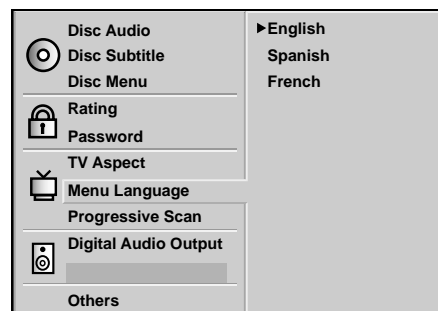 Disc Audio
Disc Subtitle
Disc Menu
Rating
Password
TV Aspect
Menu Language
Progressive Scan
Digital Audio Output
Others
English
Spanish
French